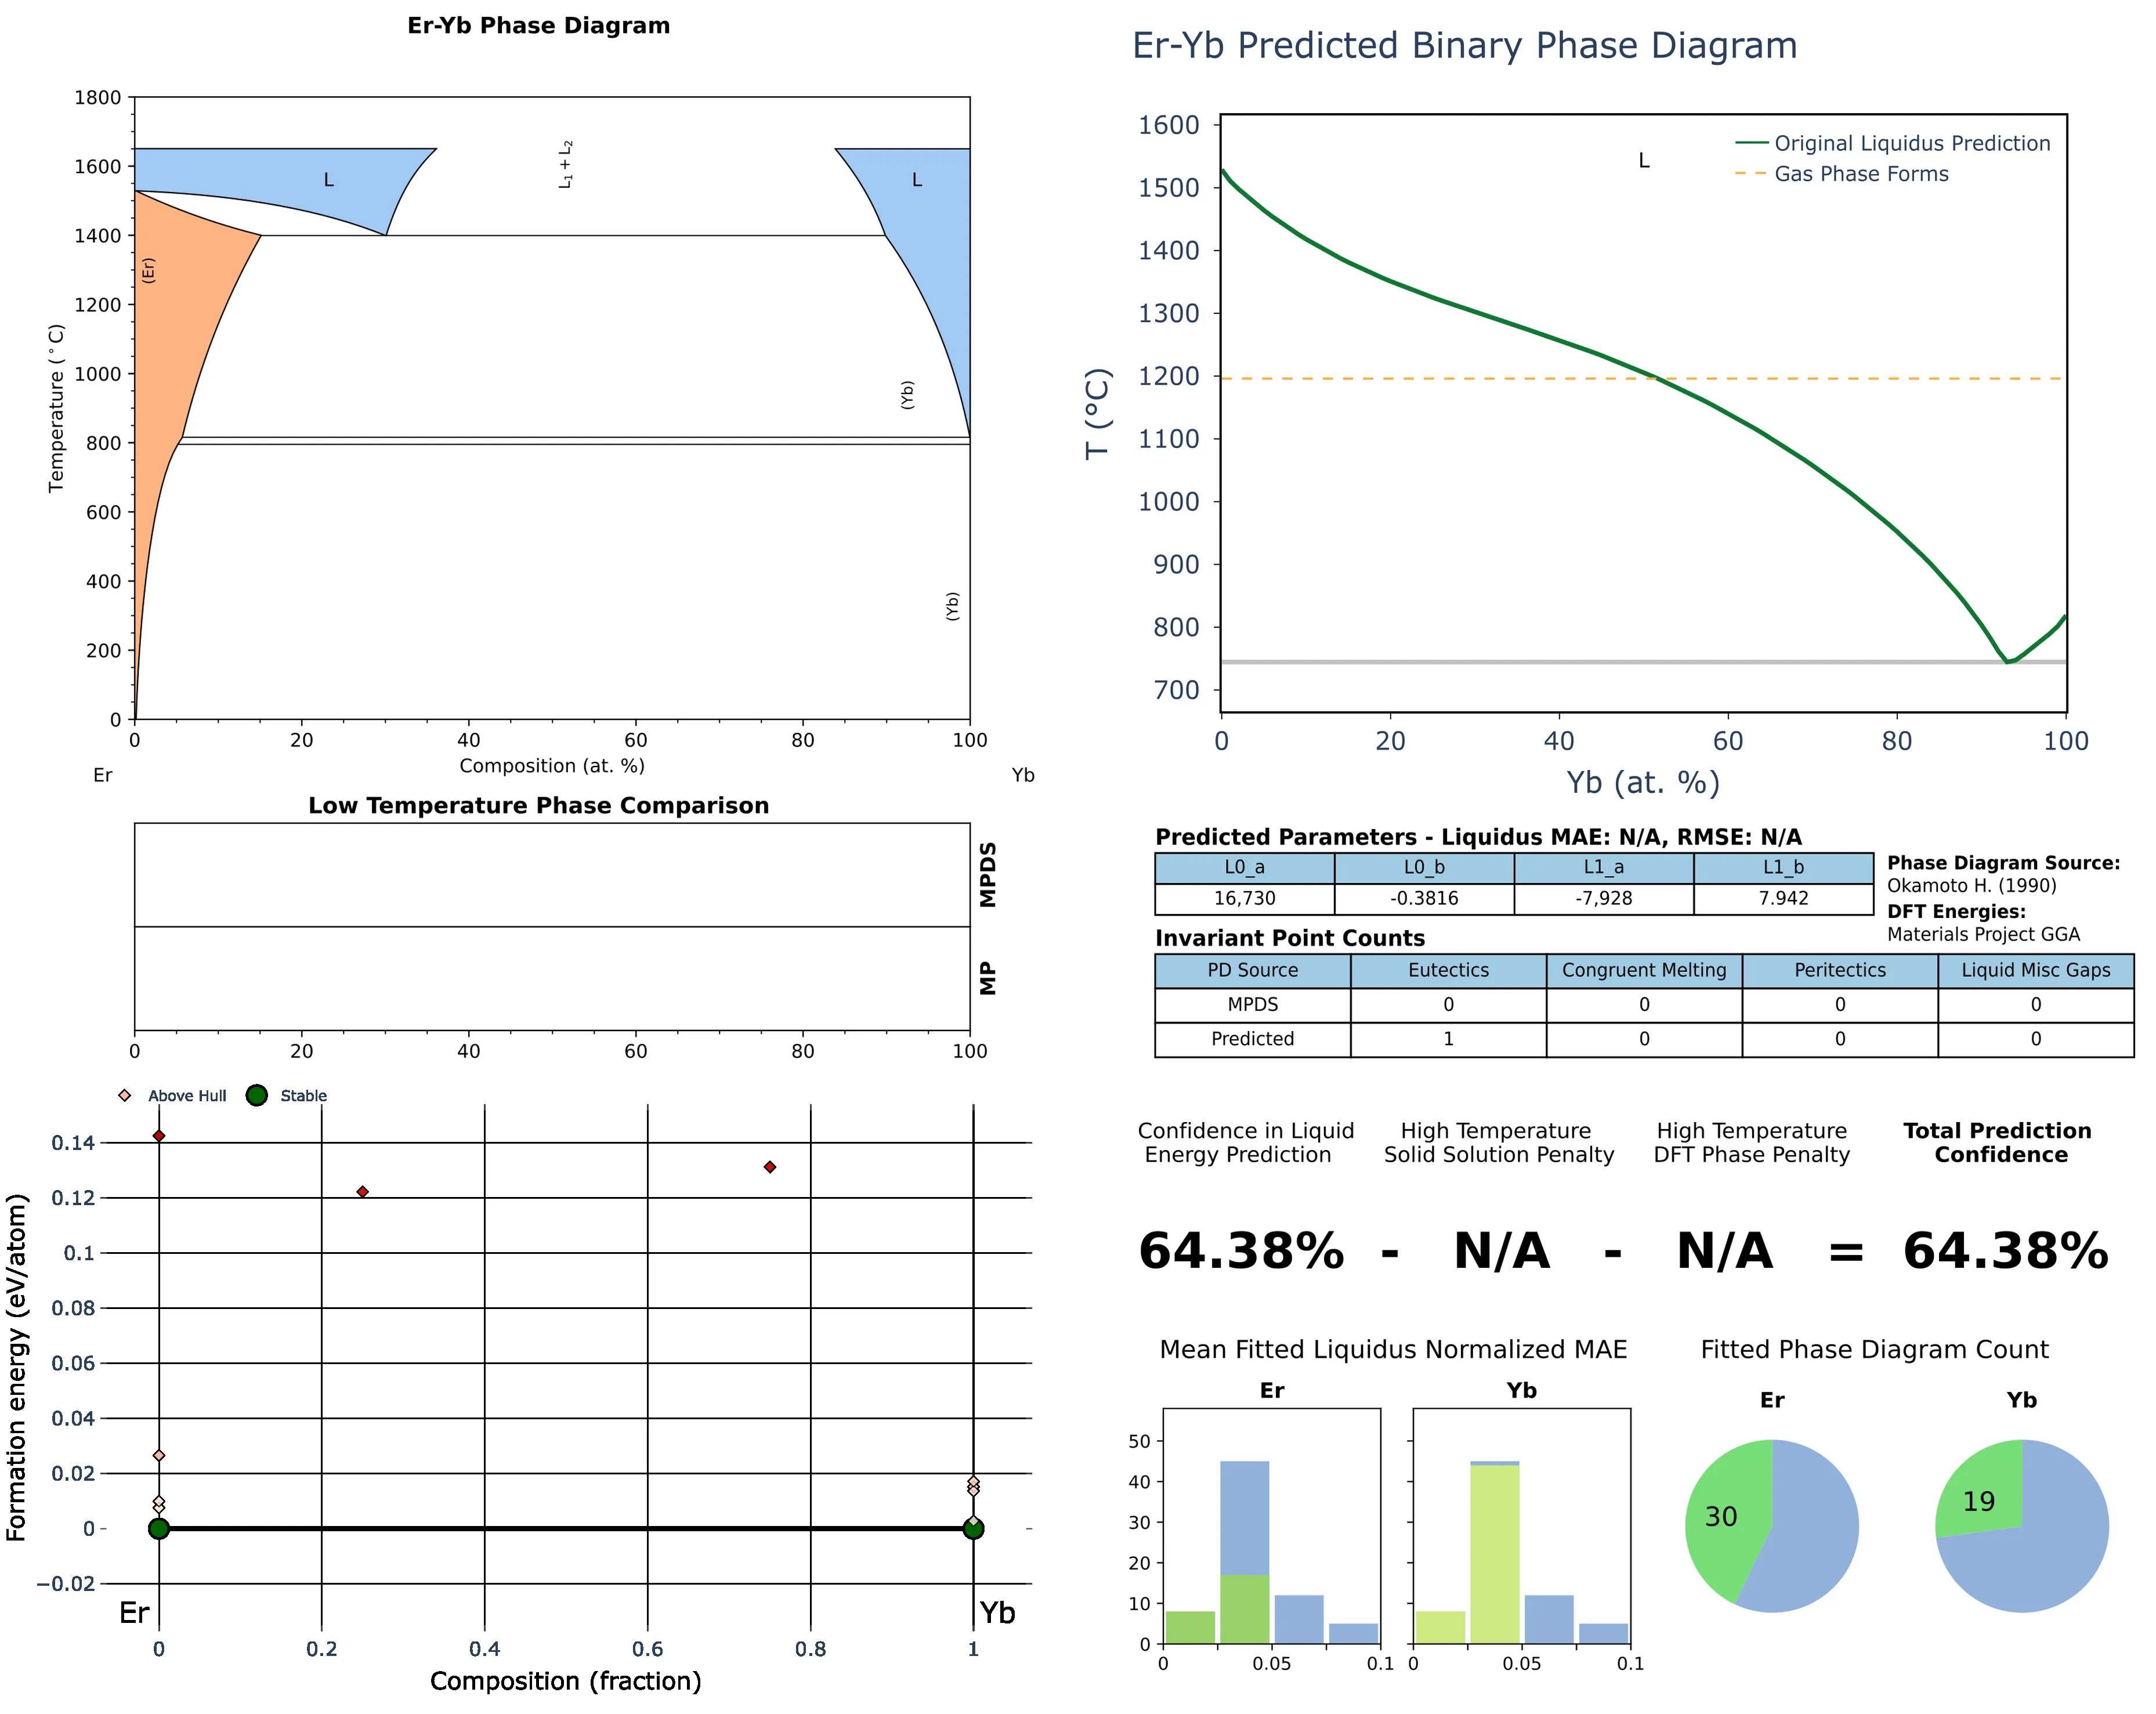 Er-Yb Phase Diagram
1800
1600
1400
1200
1000
800
600
400
200
0
Temperature (°C)
L
L₁ + L₂
L
(Er)
(Yb)
(Yb)
0 20 40 60 80 100
Composition (at. %)
Er Yb
Low Temperature Phase Comparison
MPDS
MP
0 20 40 60 80 100
Above Hull Stable
0.14
0.12
0.1
0.08
0.06
0.04
0.02
0
−0.02
Formation energy (eV/atom)
Er Yb
0 0.2 0.4 0.6 0.8 1
Composition (fraction)
Er-Yb Predicted Binary Phase Diagram
1600
1500
1400
1300
1200
1100
1000
900
800
700
T (°C)
L
Original Liquidus Prediction
Gas Phase Forms
0 20 40 60 80 100
Yb (at. %)
Predicted Parameters - Liquidus MAE: N/A, RMSE: N/A
L0_a L0_b L1_a L1_b
16,730 -0.3816 -7,928 7.942
Phase Diagram Source:
Okamoto H. (1990)
DFT Energies:
Materials Project GGA
Invariant Point Counts
PD Source Eutectics Congruent Melting Peritectics Liquid Misc Gaps
MPDS 0 0 0 0
Predicted 1 0 0 0
Confidence in Liquid
Energy Prediction
High Temperature
Solid Solution Penalty
High Temperature
DFT Phase Penalty
Total Prediction
Confidence
64.38% - N/A - N/A = 64.38%
Mean Fitted Liquidus Normalized MAE
Er Yb
50
40
30
20
10
0
0 0.05 0.1 0 0.05 0.1
Fitted Phase Diagram Count
Er Yb
30 19